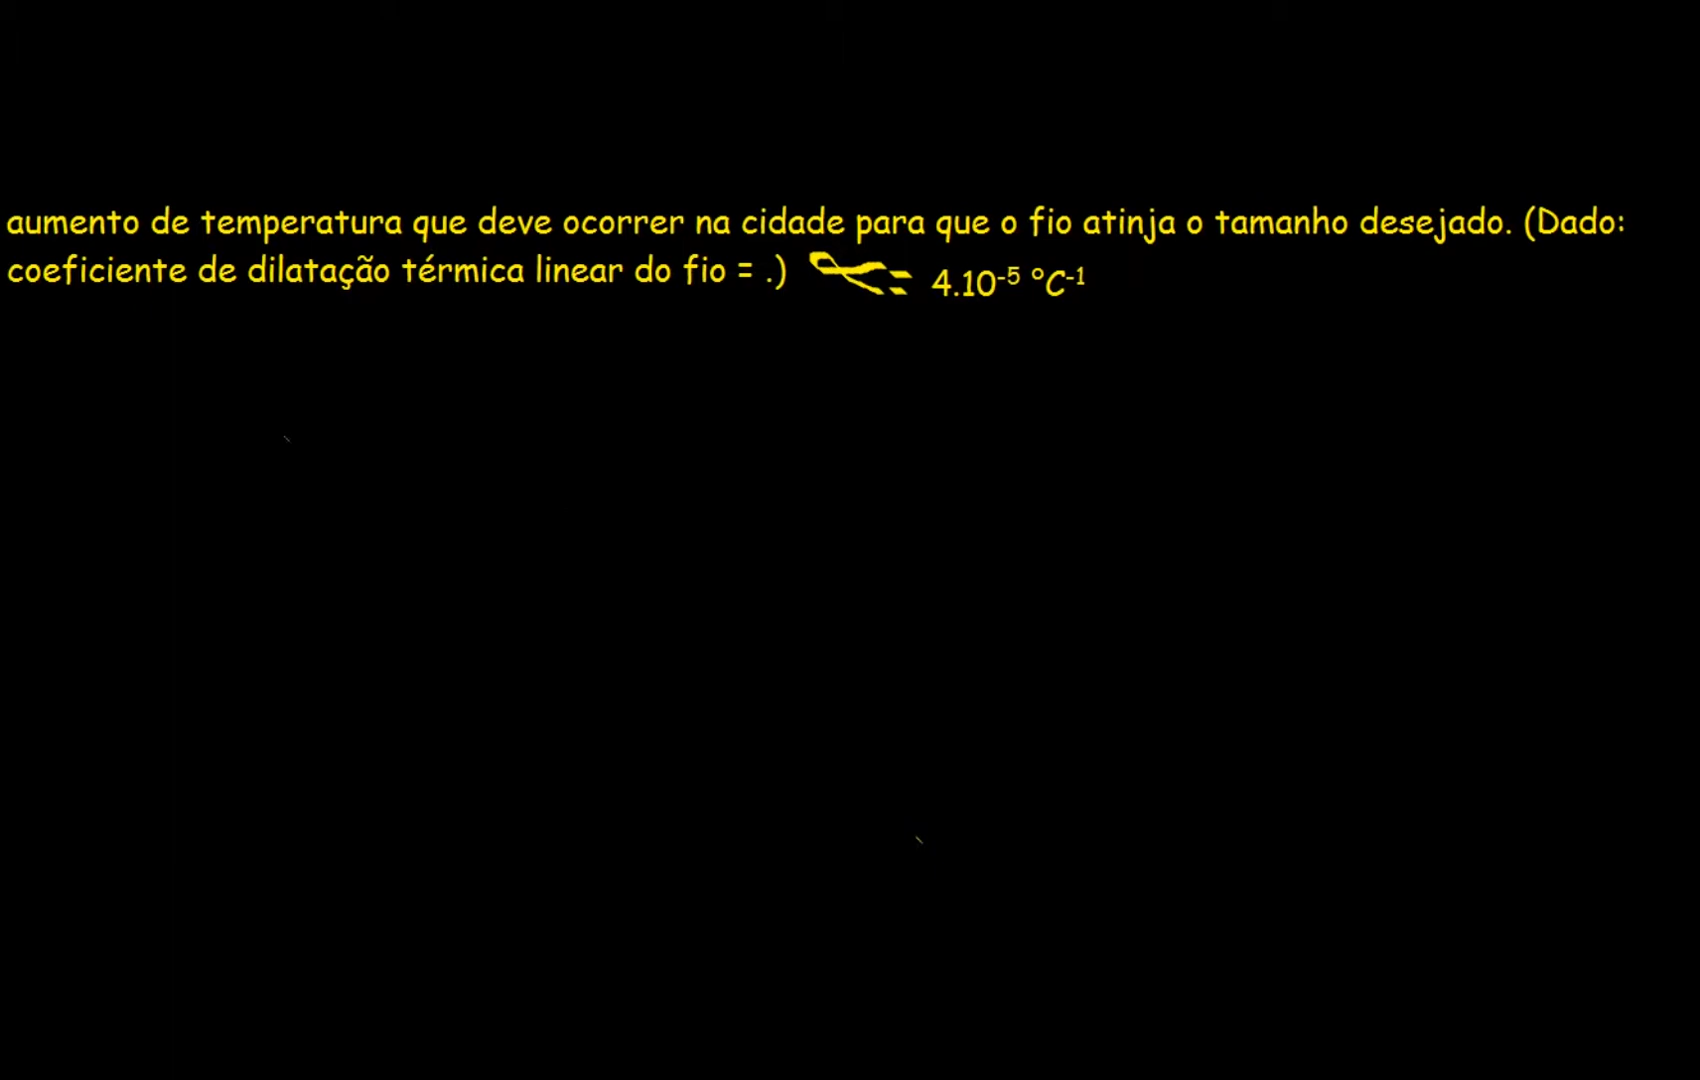 aumento de temperatura que deve ocorrer na cidade para que o fio atinja o tamanho desejado. (Dado:
coeficiente de dilatação térmica linear do fio = .) α = 4.10⁻⁵ °C⁻¹